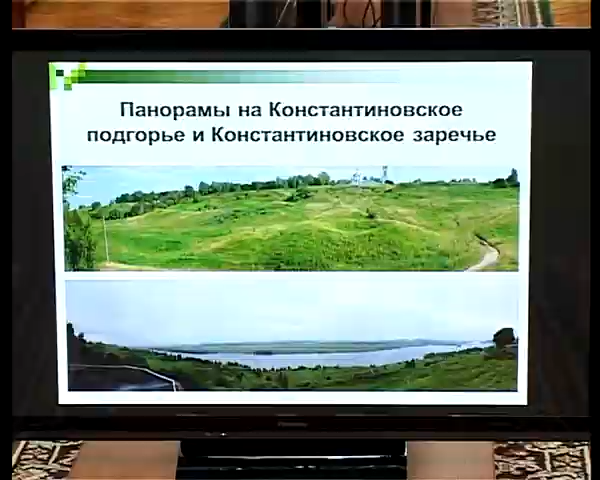 Панорамы на Константиновское
подгорье и Константиновское заречье